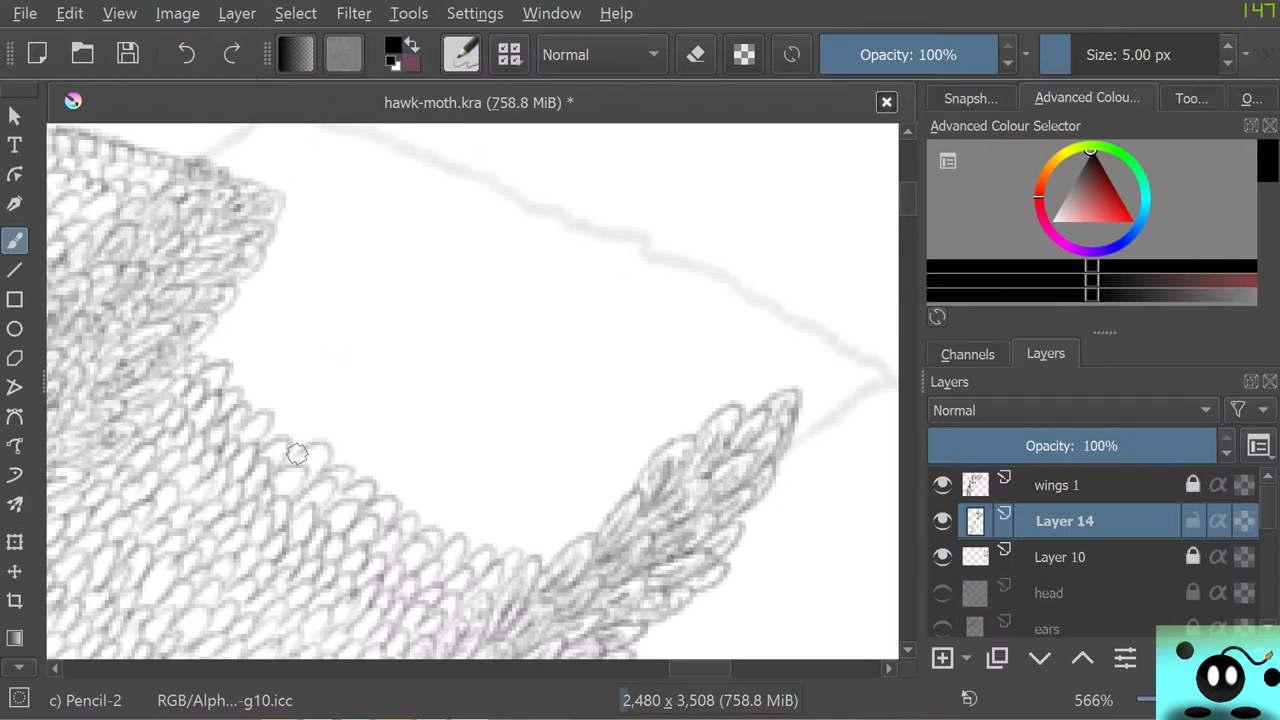 147
File Edit View Image Layer Select Filter Tools Settings Window Help
Normal Opacity: 100% Size: 5.00 px
hawk-moth.kra (758.8 MiB) *
Snapsh... Advanced Colou... Too... O...
Advanced Colour Selector
Channels Layers
Layers
Normal
Opacity: 100%
wings 1
Layer 14
Layer 10
head
ears
c) Pencil-2 RGB/Alph...-g10.icc 2,480 x 3,508 (758.8 MiB) 566%